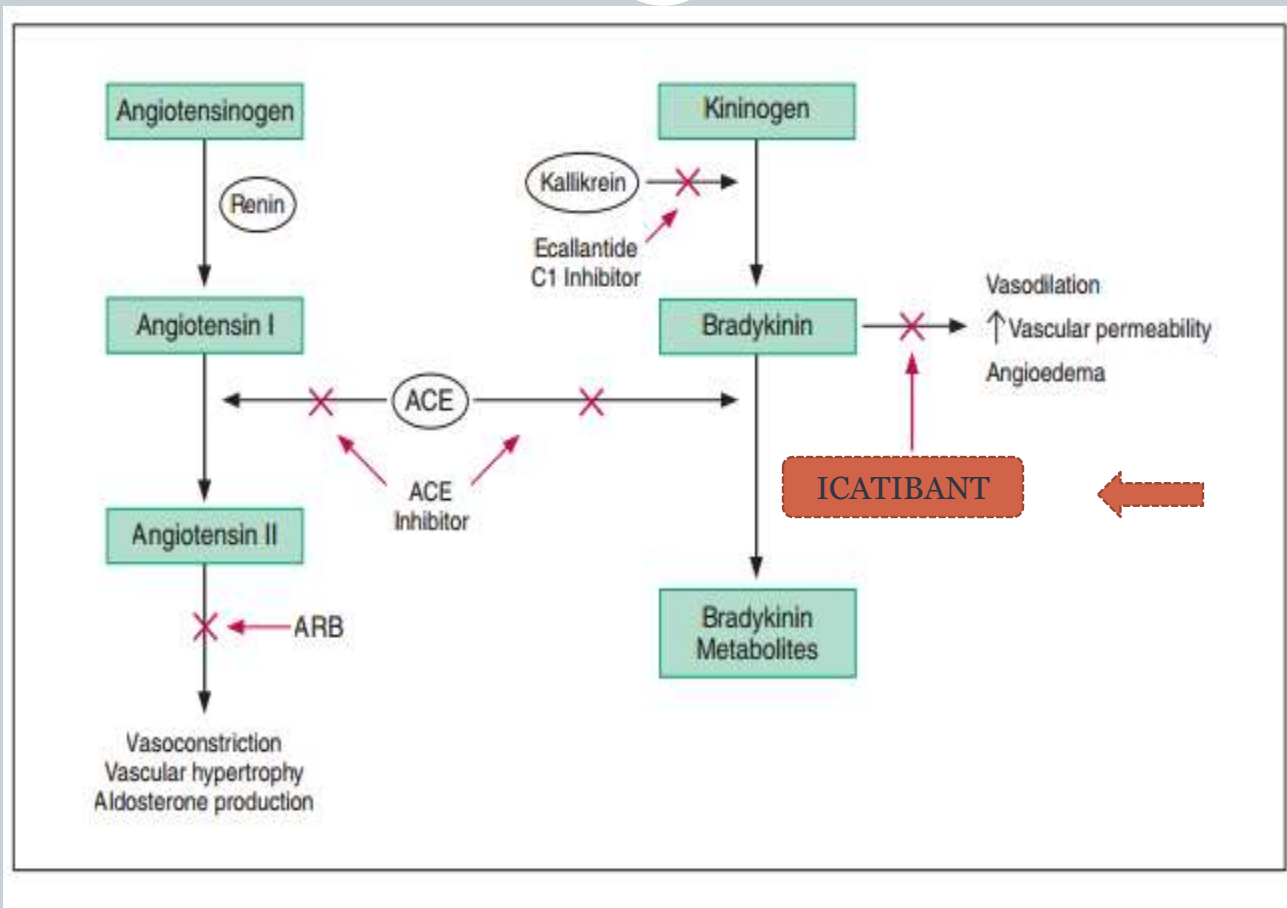 Angiotensinogen
Renin
Angiotensin I
ACE
ACE
Inhibitor
Angiotensin II
ARB
Vasoconstriction
Vascular hypertrophy
Aldosterone production
Kininogen
Kallikrein
Ecallantide
C1 Inhibitor
Bradykinin
Vasodilation
↑Vascular permeability
Angioedema
ICATIBANT
Bradykinin
Metabolites